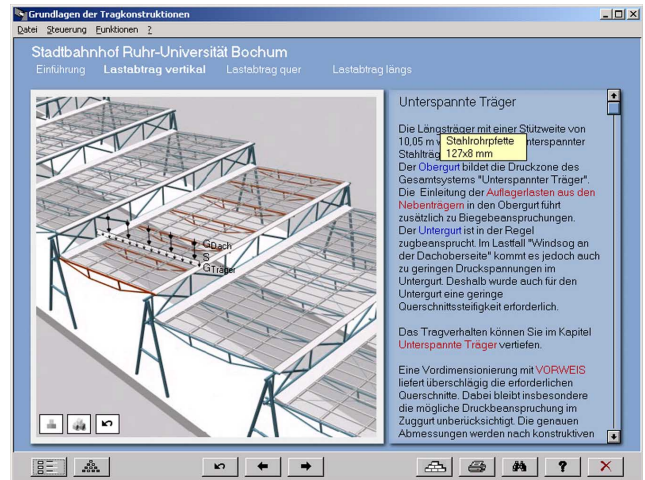 Grundlagen der Tragkonstruktionen
Datei Steuerung Funktionen ?
Stadtbahnhof Ruhr-Universität Bochum
Einführung Lastabtrag vertikal Lastabtrag quer Lastabtrag längs
GDach
S
GTräger
Unterspannte Träger
Die Längsträger mit einer Stützweite von
10,05 m nterspannter
Stahlträg
Stahlrohrpfette
127x8 mm
Der Obergurt bildet die Druckzone des
Gesamtsystems "Unterspannter Träger".
Die Einleitung der Auflagerlasten aus den
Nebenträgern in den Obergurt führt
zusätzlich zu Biegebeanspruchungen.
Der Untergurt ist in der Regel
zugbeansprucht. Im Lastfall "Windsog an
der Dachoberseite" kommt es jedoch auch
zu geringen Druckspannungen im
Untergurt. Deshalb wurde auch für den
Untergurt eine geringe
Querschnittssteifigkeit erforderlich.
Das Tragverhalten können Sie im Kapitel
Unterspannte Träger vertiefen.
Eine Vordimensionierung mit VORWEIS
liefert überschlägig die erforderlichen
Querschnitte. Dabei bleibt insbesondere
die mögliche Druckbeanspruchung im
Zuggurt unberücksichtigt. Die genauen
Abmessungen werden nach konstruktiven
?